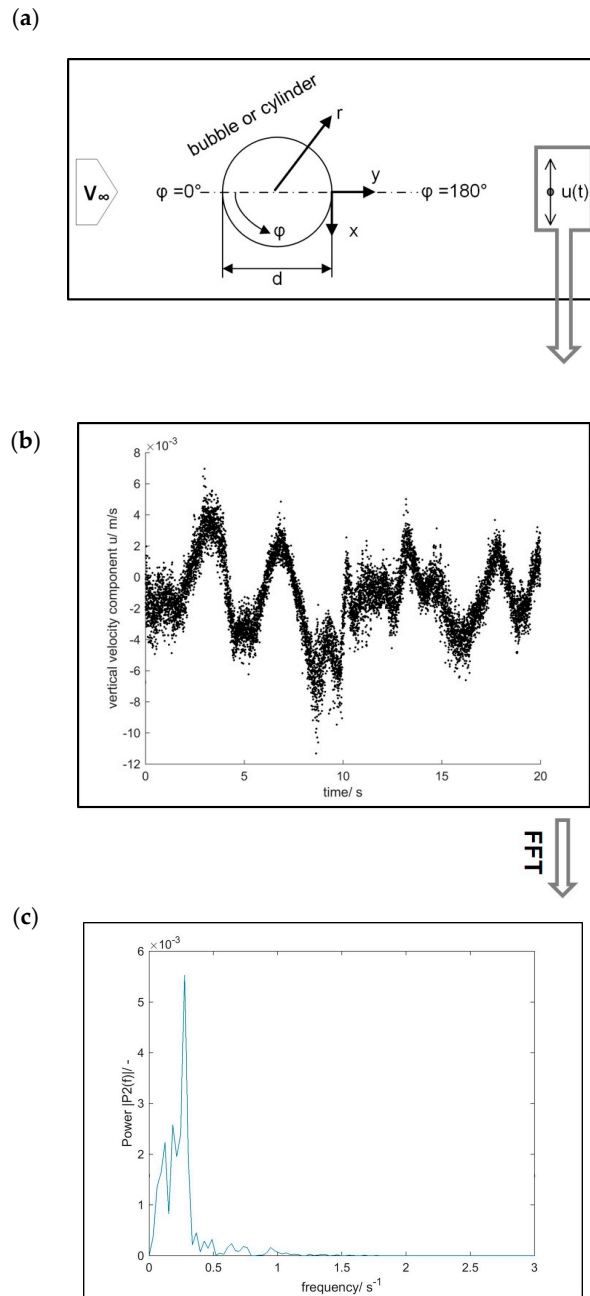 (a)
bubble or cylinder
r
V∞
φ =0°
y
φ =180°
u(t)
φ
x
d
(b)
×10⁻³
8
6
4
2
0
-2
-4
-6
-8
-10
-12
vertical velocity component u/ m/s
0 5 10 15 20
time/ s
FFT
(c)
×10⁻³
6
5
4
3
2
1
0
Power |P2(f)|/ -
0 0.5 1 1.5 2 2.5 3
frequency/ s⁻¹